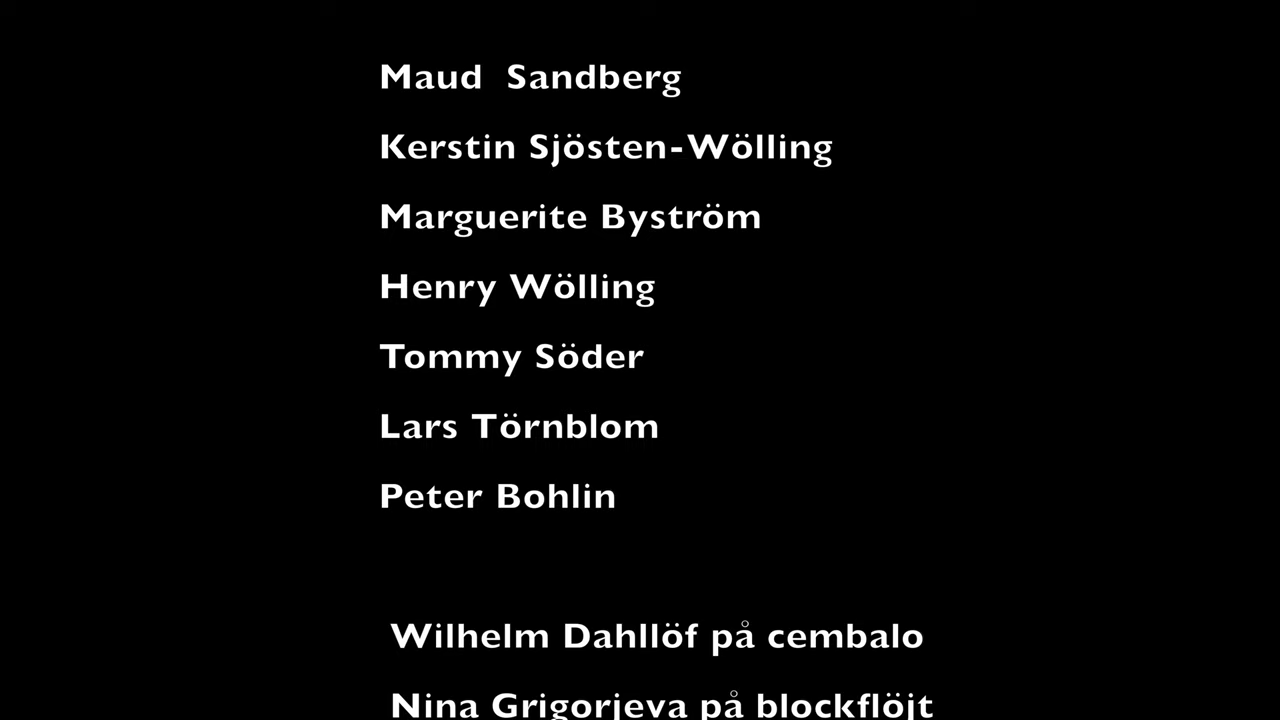 Maud  Sandberg
Kerstin Sjösten-Wölling
Marguerite Byström
Henry Wölling
Tommy Söder
Lars Törnblom
Peter Bohlin
Wilhelm Dahllöf på cembalo
Nina Grigorjeva på blockflöjt